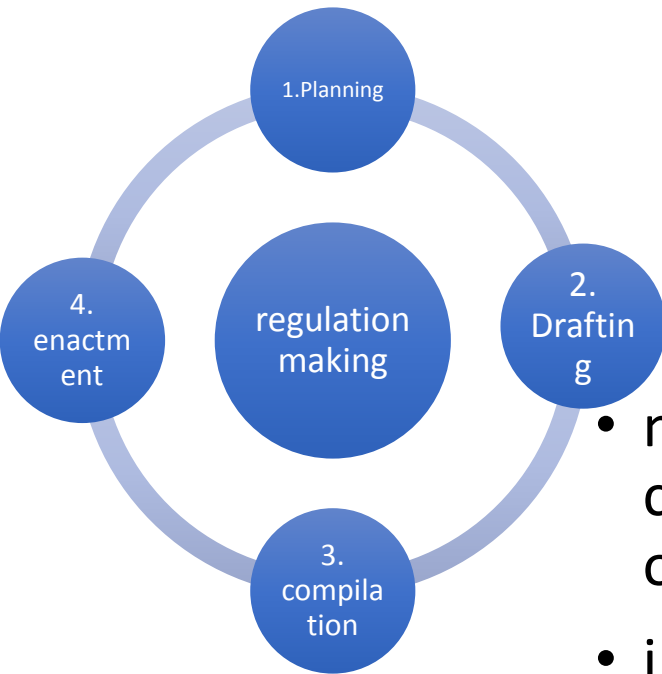 1.Planning
2.
Draftin
g
regulation
making
4.
enactm
ent
3.
compila
tion